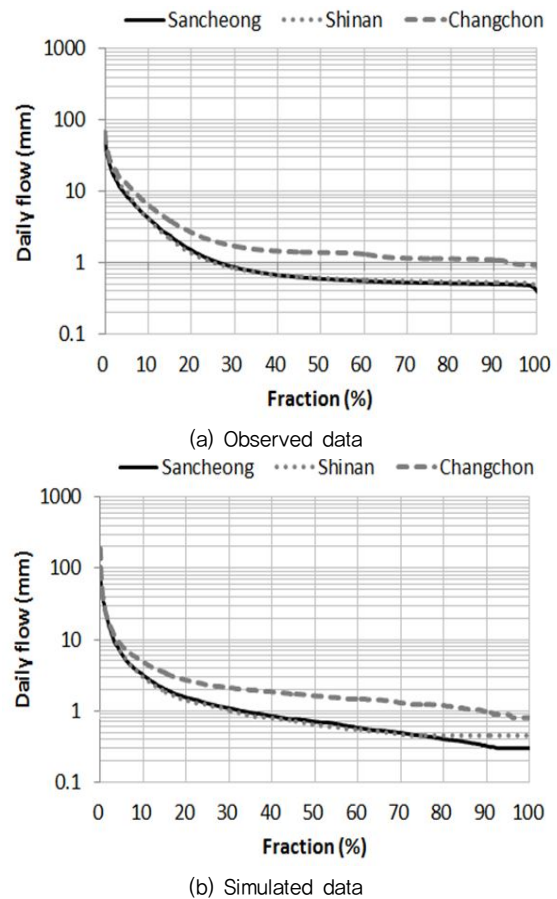 Sancheong Shinan Changchon
1000
100
10
1
0.1
Daily flow (mm)
0 10 20 30 40 50 60 70 80 90 100
Fraction (%)
(a) Observed data
Sancheong Shinan Changchon
1000
100
10
1
0.1
Daily flow (mm)
0 10 20 30 40 50 60 70 80 90 100
Fraction (%)
(b) Simulated data